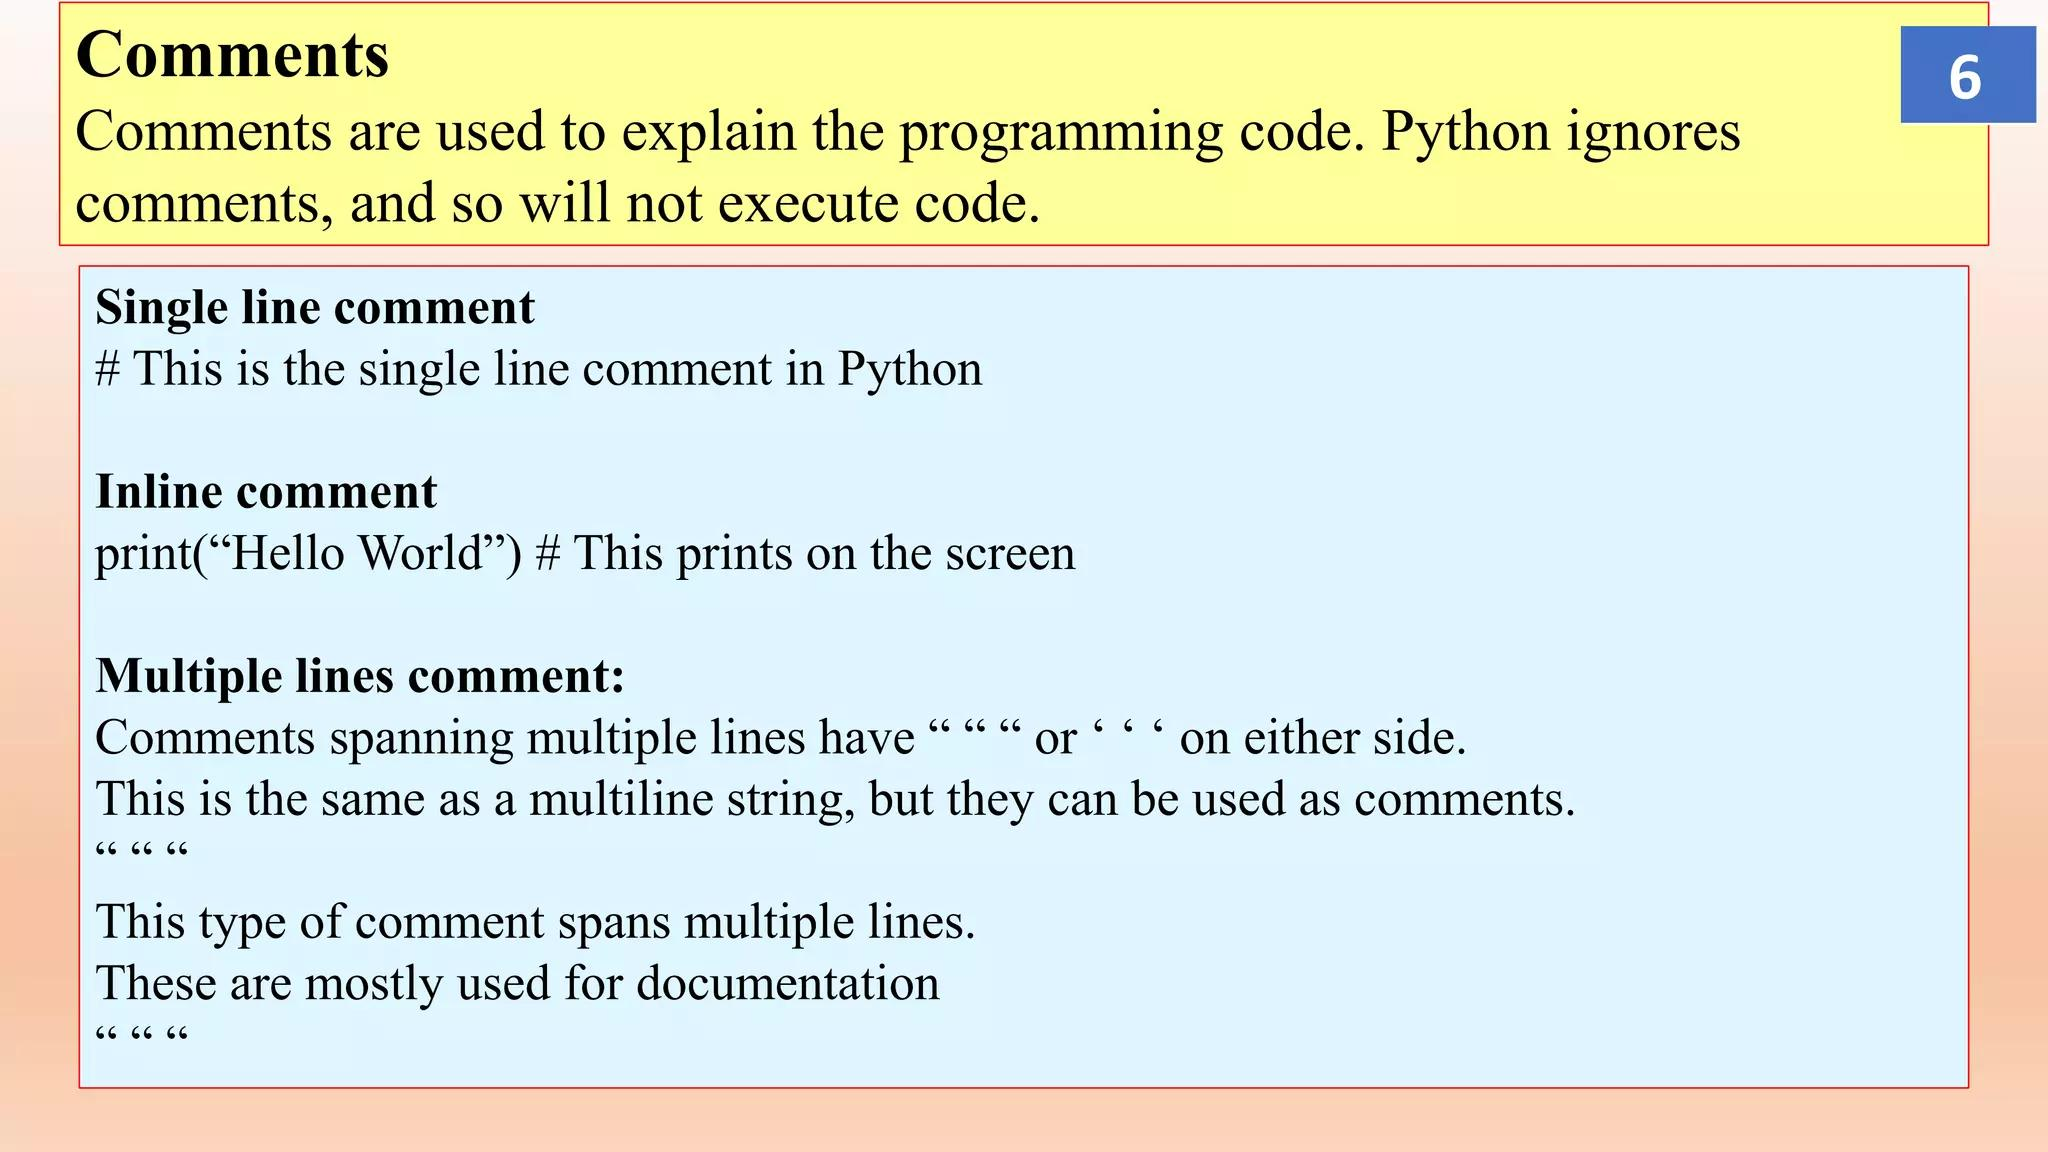 Comments
6
Comments are used to explain the programming code. Python ignores
comments, and so will not execute code.
Single line comment
# This is the single line comment in Python
Inline comment
print(“Hello World”) # This prints on the screen
Multiple lines comment:
Comments spanning multiple lines have “ “ “ or ‘ ‘ ‘ on either side.
This is the same as a multiline string, but they can be used as comments.
“ “ “
This type of comment spans multiple lines.
These are mostly used for documentation
“ “ “